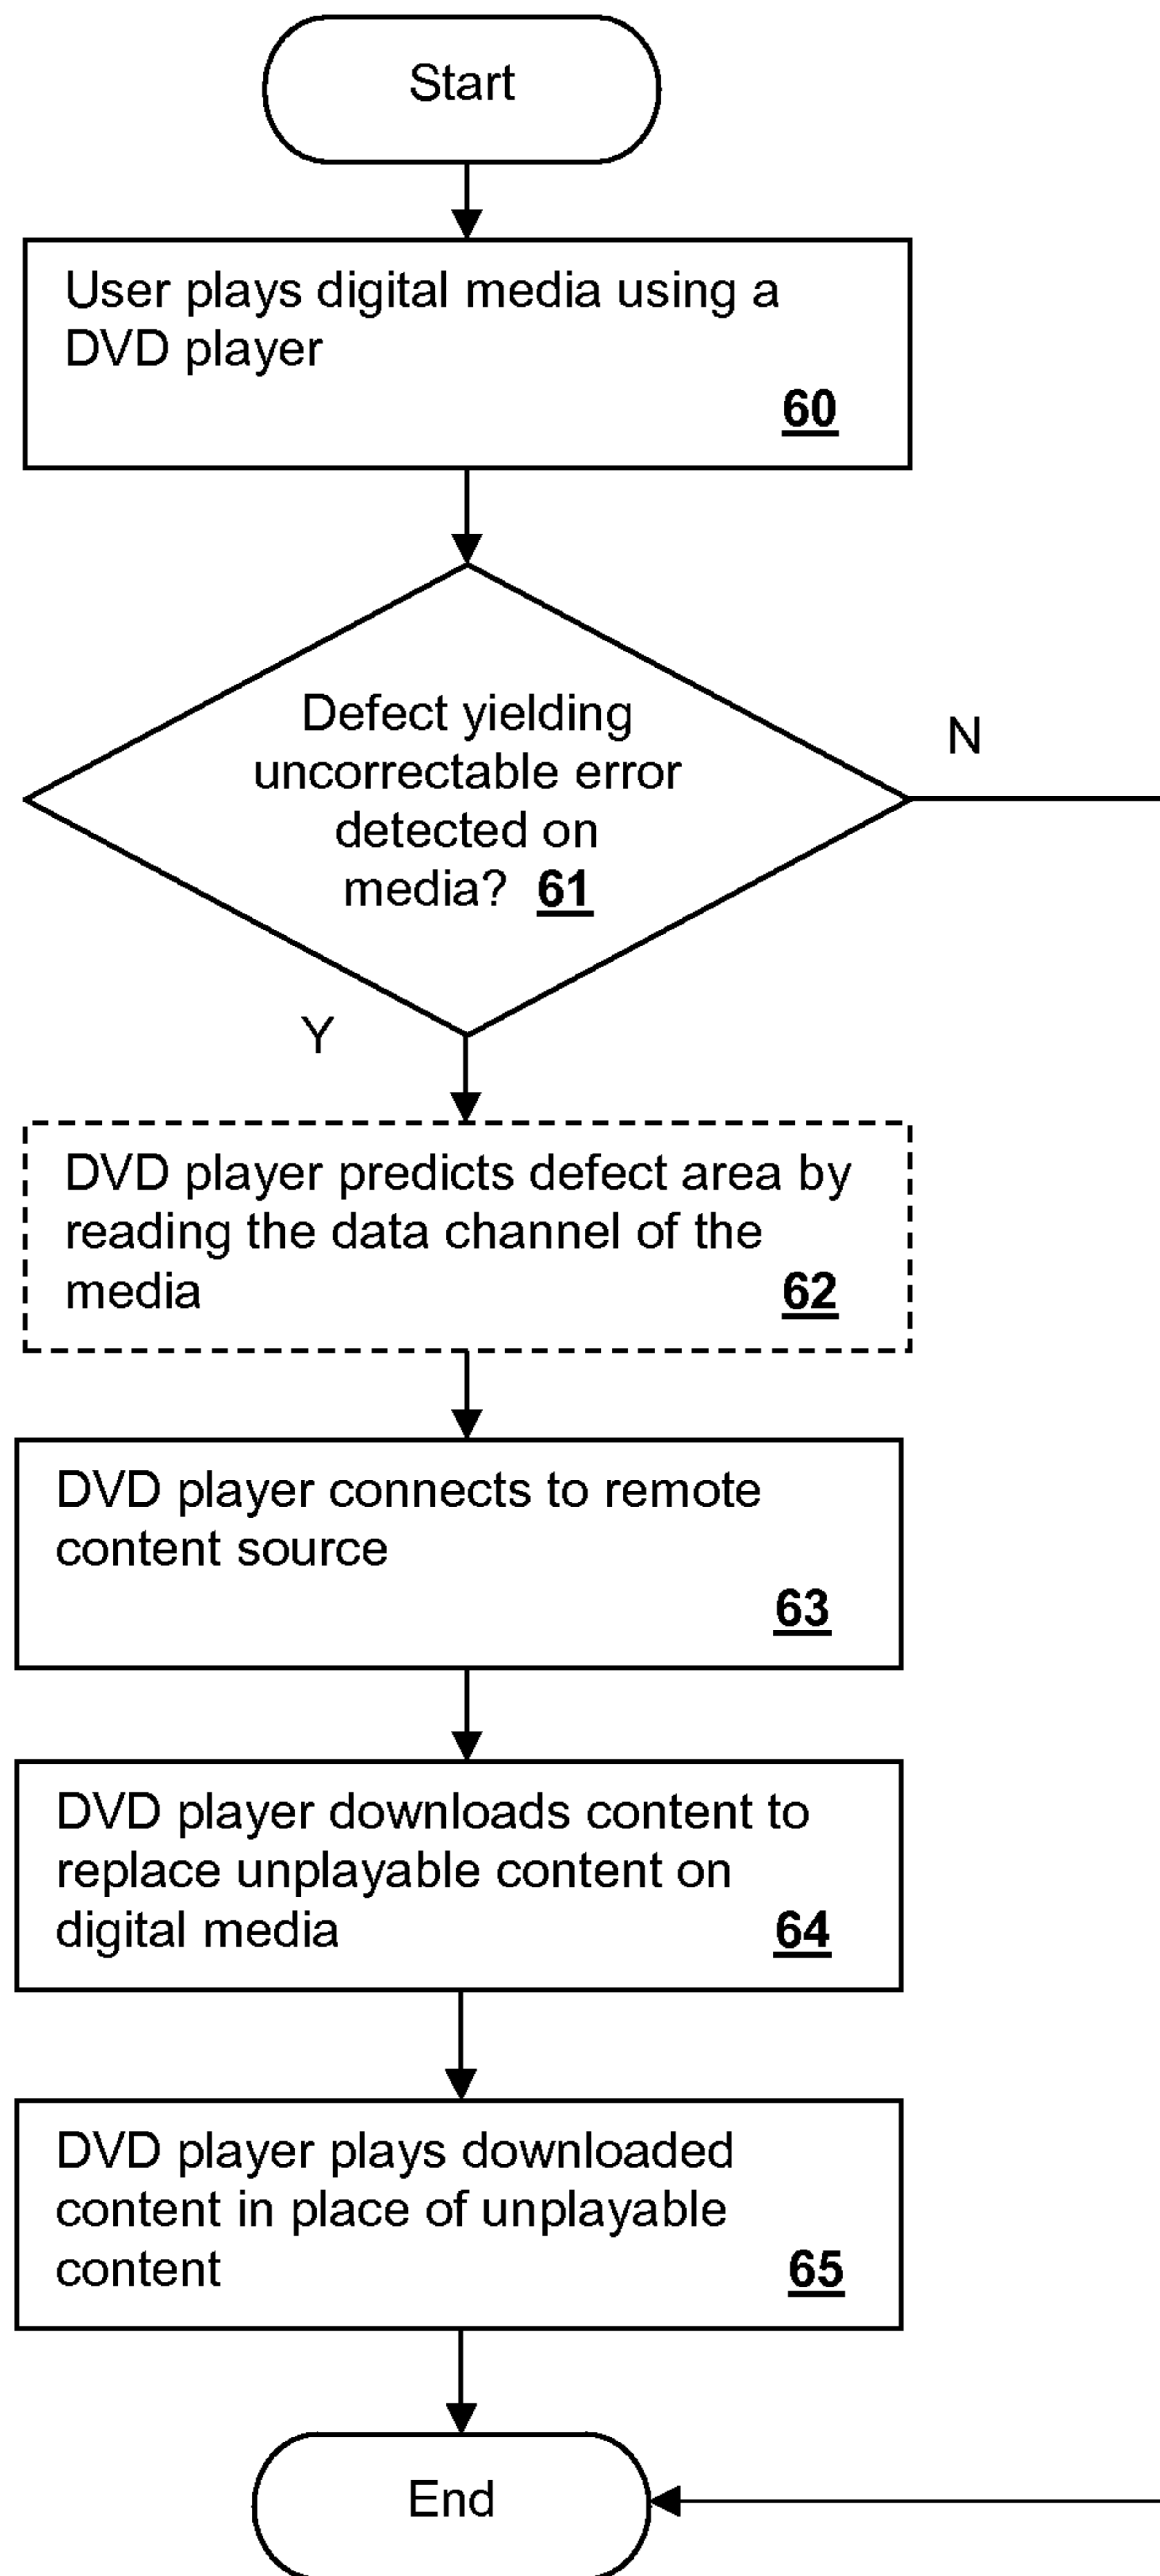 Start
User plays digital media using a
DVD player
60
Defect yielding
uncorrectable error
detected on
media? 61
N
Y
DVD player predicts defect area by
reading the data channel of the
media 62
DVD player connects to remote
content source
63
DVD player downloads content to
replace unplayable content on
digital media 64
DVD player plays downloaded
content in place of unplayable
content 65
End